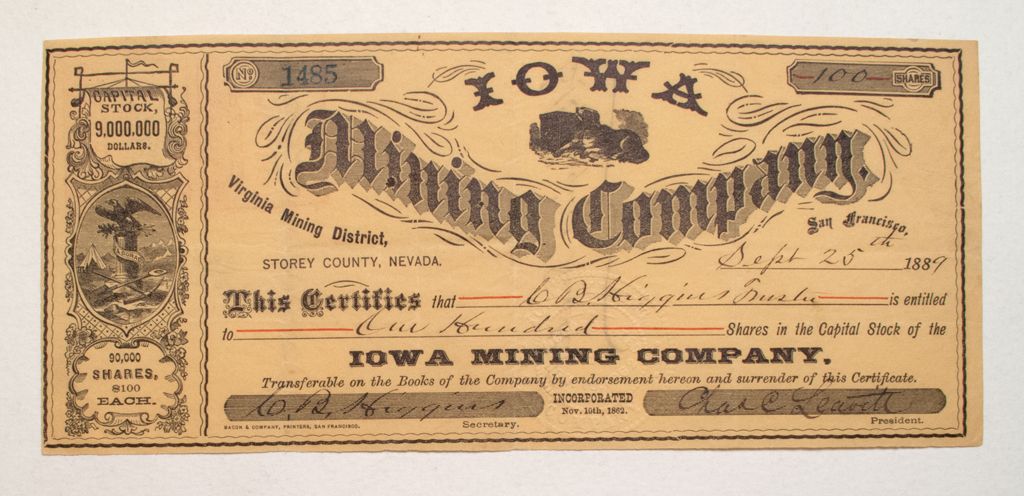 CAPITAL
STOCK,
9.000.000
DOLLARS.
90,000
SHARES,
$100
EACH.
No 1485
100 SHARES
IOWA
Mining Company.
Virginia Mining District,
STOREY COUNTY, NEVADA.
San Francisco,
Sept 25th 1889
This Certifies that C B Higgins Trustee is entitled
to One Hundred Shares in the Capital Stock of the
IOWA MINING COMPANY.
Transferable on the Books of the Company by endorsement hereon and surrender of this Certificate.
C. B. Higgins
Secretary.
INCORPORATED
Nov. 10th, 1862.
Chas C Leavitt
President.
BACON & COMPANY, PRINTERS, SAN FRANCISCO.